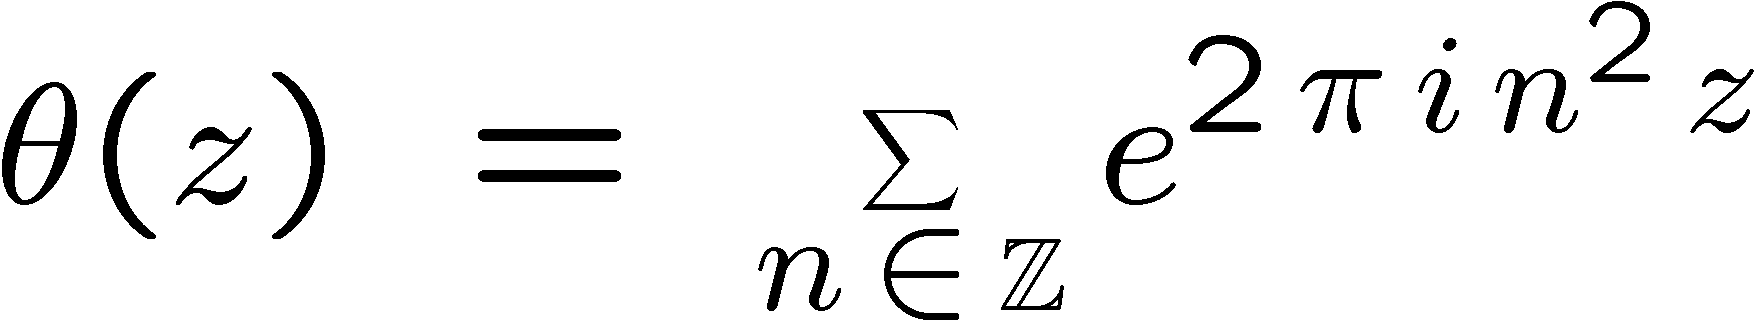 θ(z) = ∑_{n ∈ ℤ} e^{2πin²z}